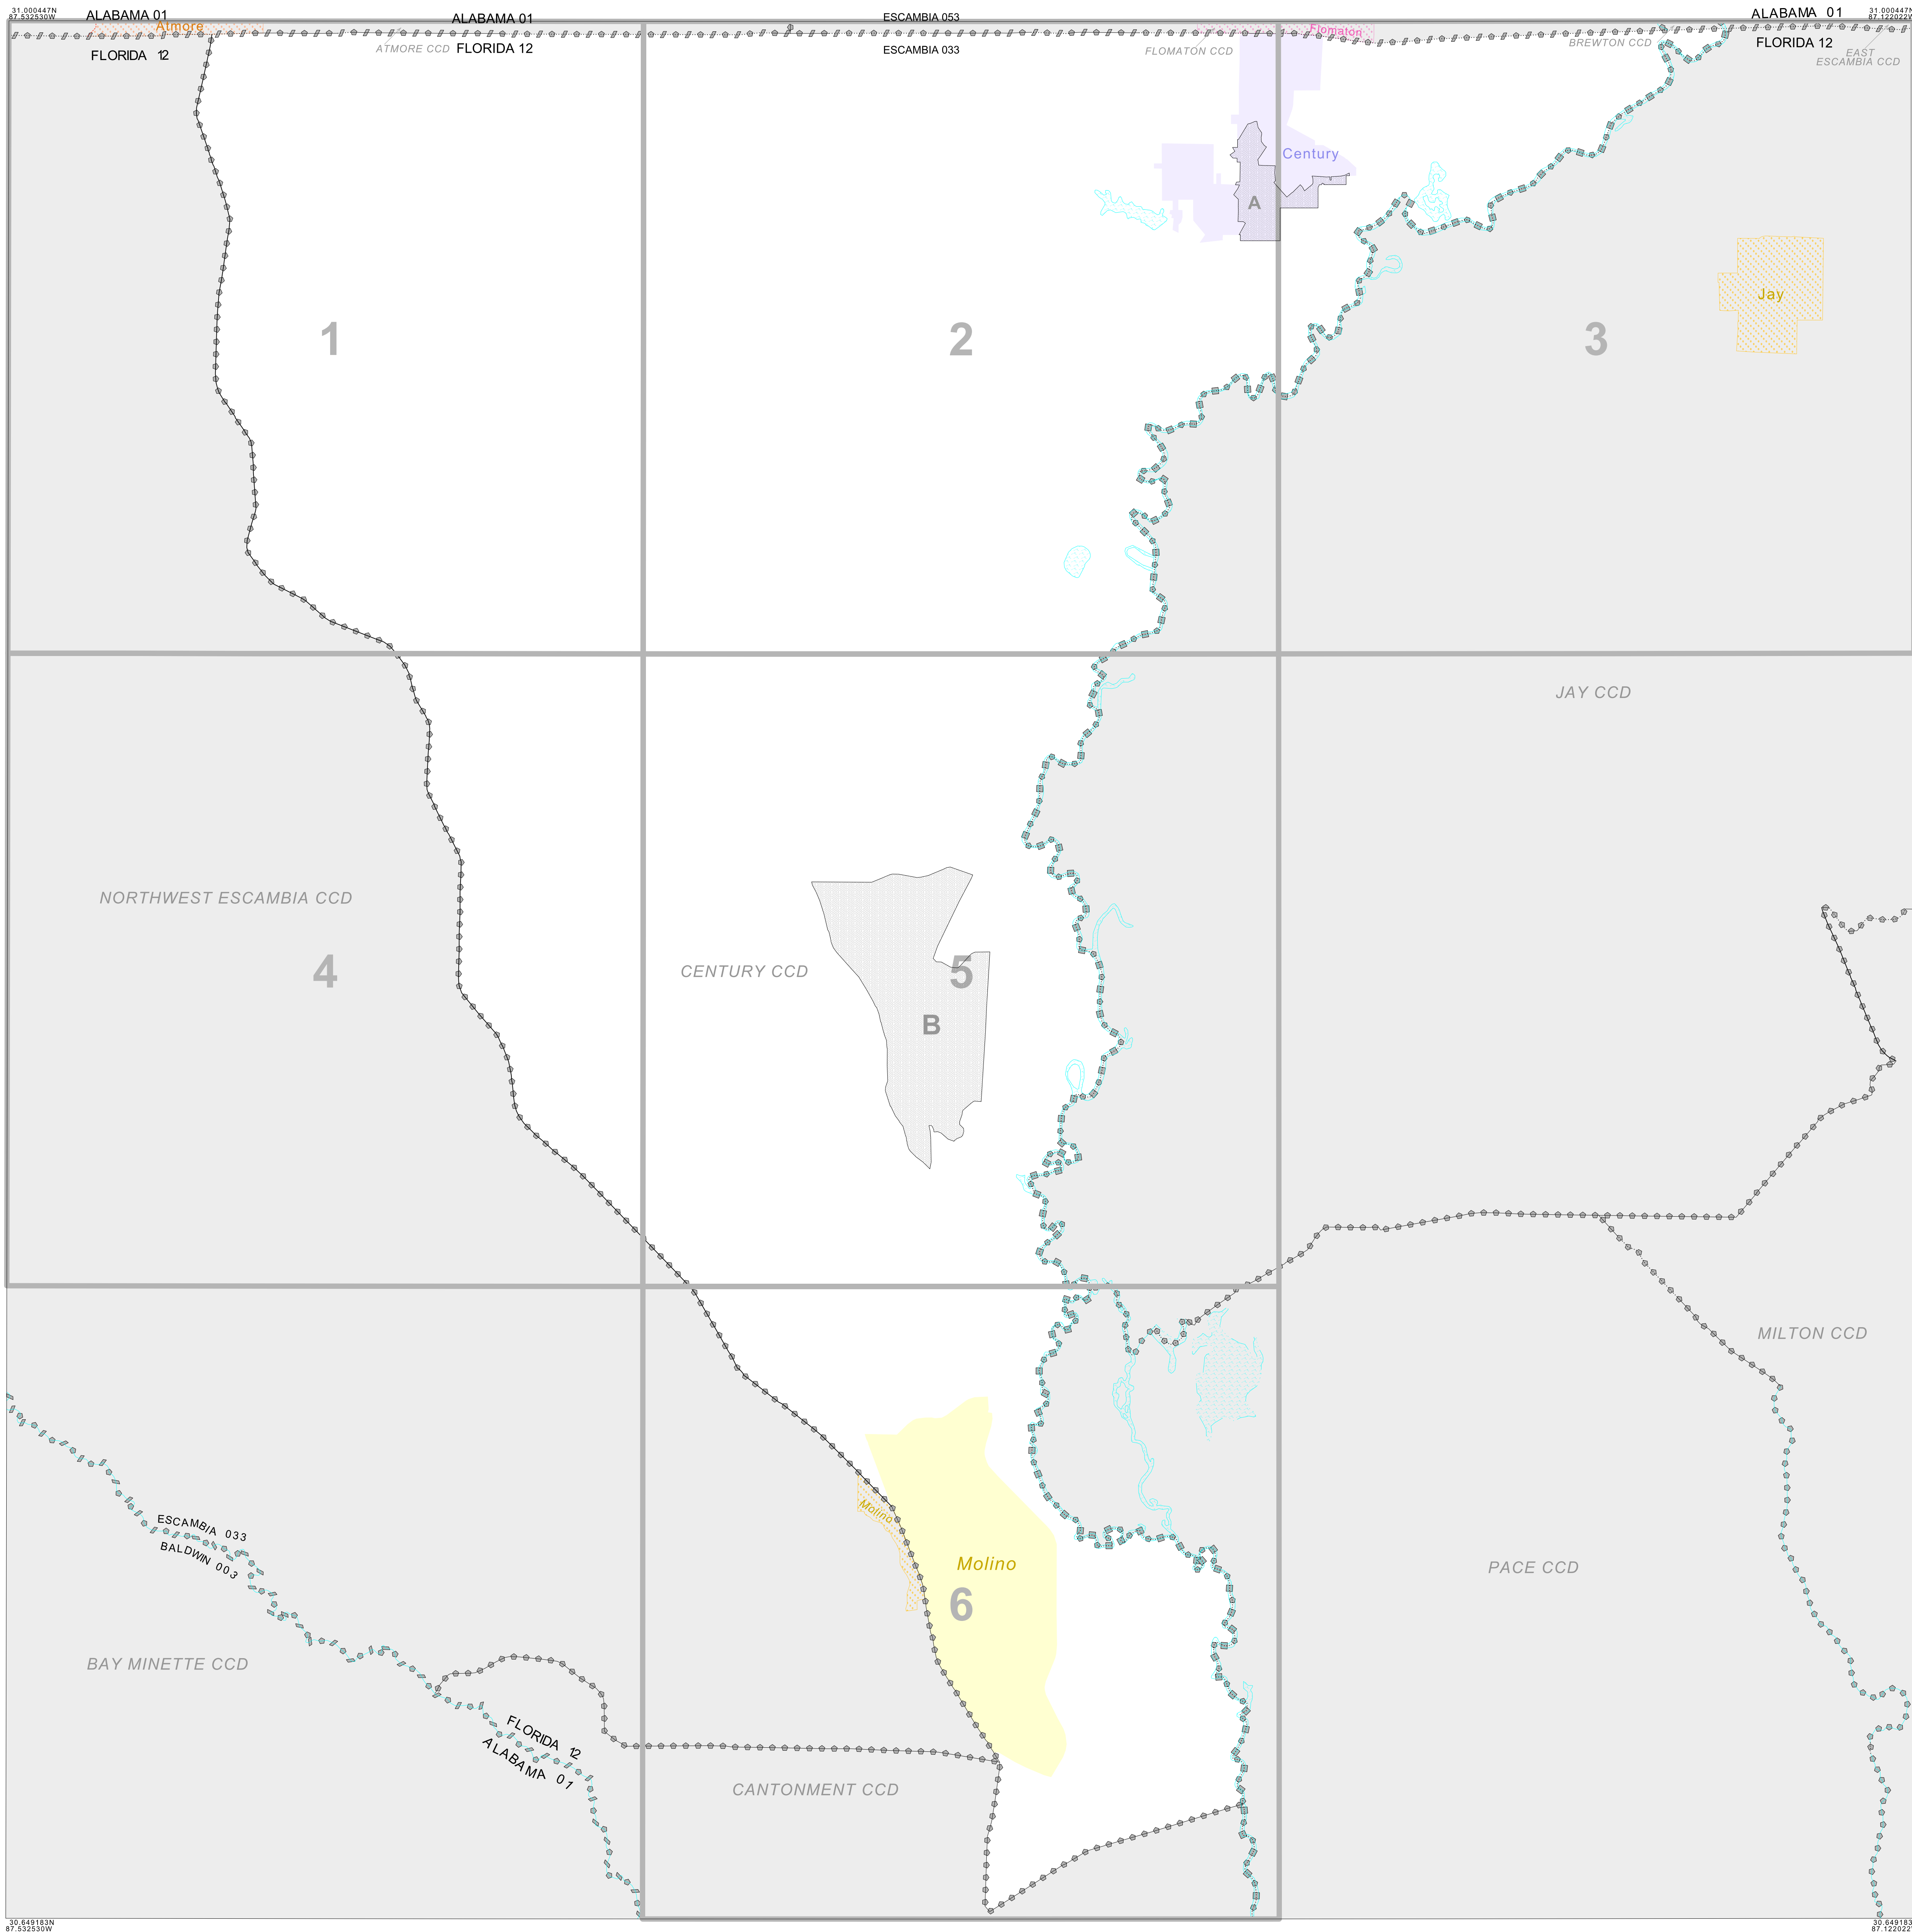 31.000447N
87.532530W
ALABAMA 01
Atmore
ALABAMA 01
ESCAMBIA 053
Flomaton
ALABAMA 01
31.000447N
87.122022W
FLORIDA 12
ATMORE CCD
FLORIDA 12
ESCAMBIA 033
FLOMATON CCD
BREWTON CCD
FLORIDA 12
EAST
ESCAMBIA CCD
Century
A
Jay
1
2
3
JAY CCD
NORTHWEST ESCAMBIA CCD
4
CENTURY CCD
5
B
MILTON CCD
ESCAMBIA 033
BALDWIN 003
Molino
Molino
PACE CCD
6
BAY MINETTE CCD
FLORIDA 12
ALABAMA 01
CANTONMENT CCD
30.649183N
87.532530W
30.649183N
87.122022W